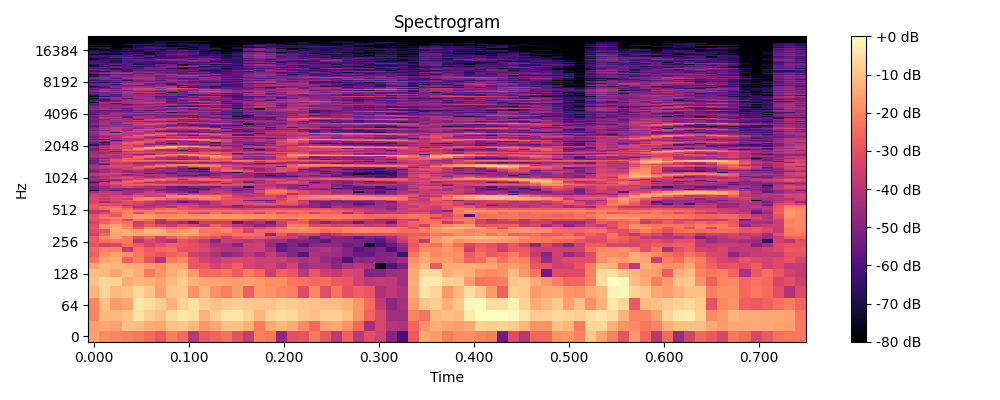 Spectrogram
Hz
16384
8192
4096
2048
1024
512
256
128
64
0
0.000 0.100 0.200 0.300 0.400 0.500 0.600 0.700
Time
+0 dB
-10 dB
-20 dB
-30 dB
-40 dB
-50 dB
-60 dB
-70 dB
-80 dB